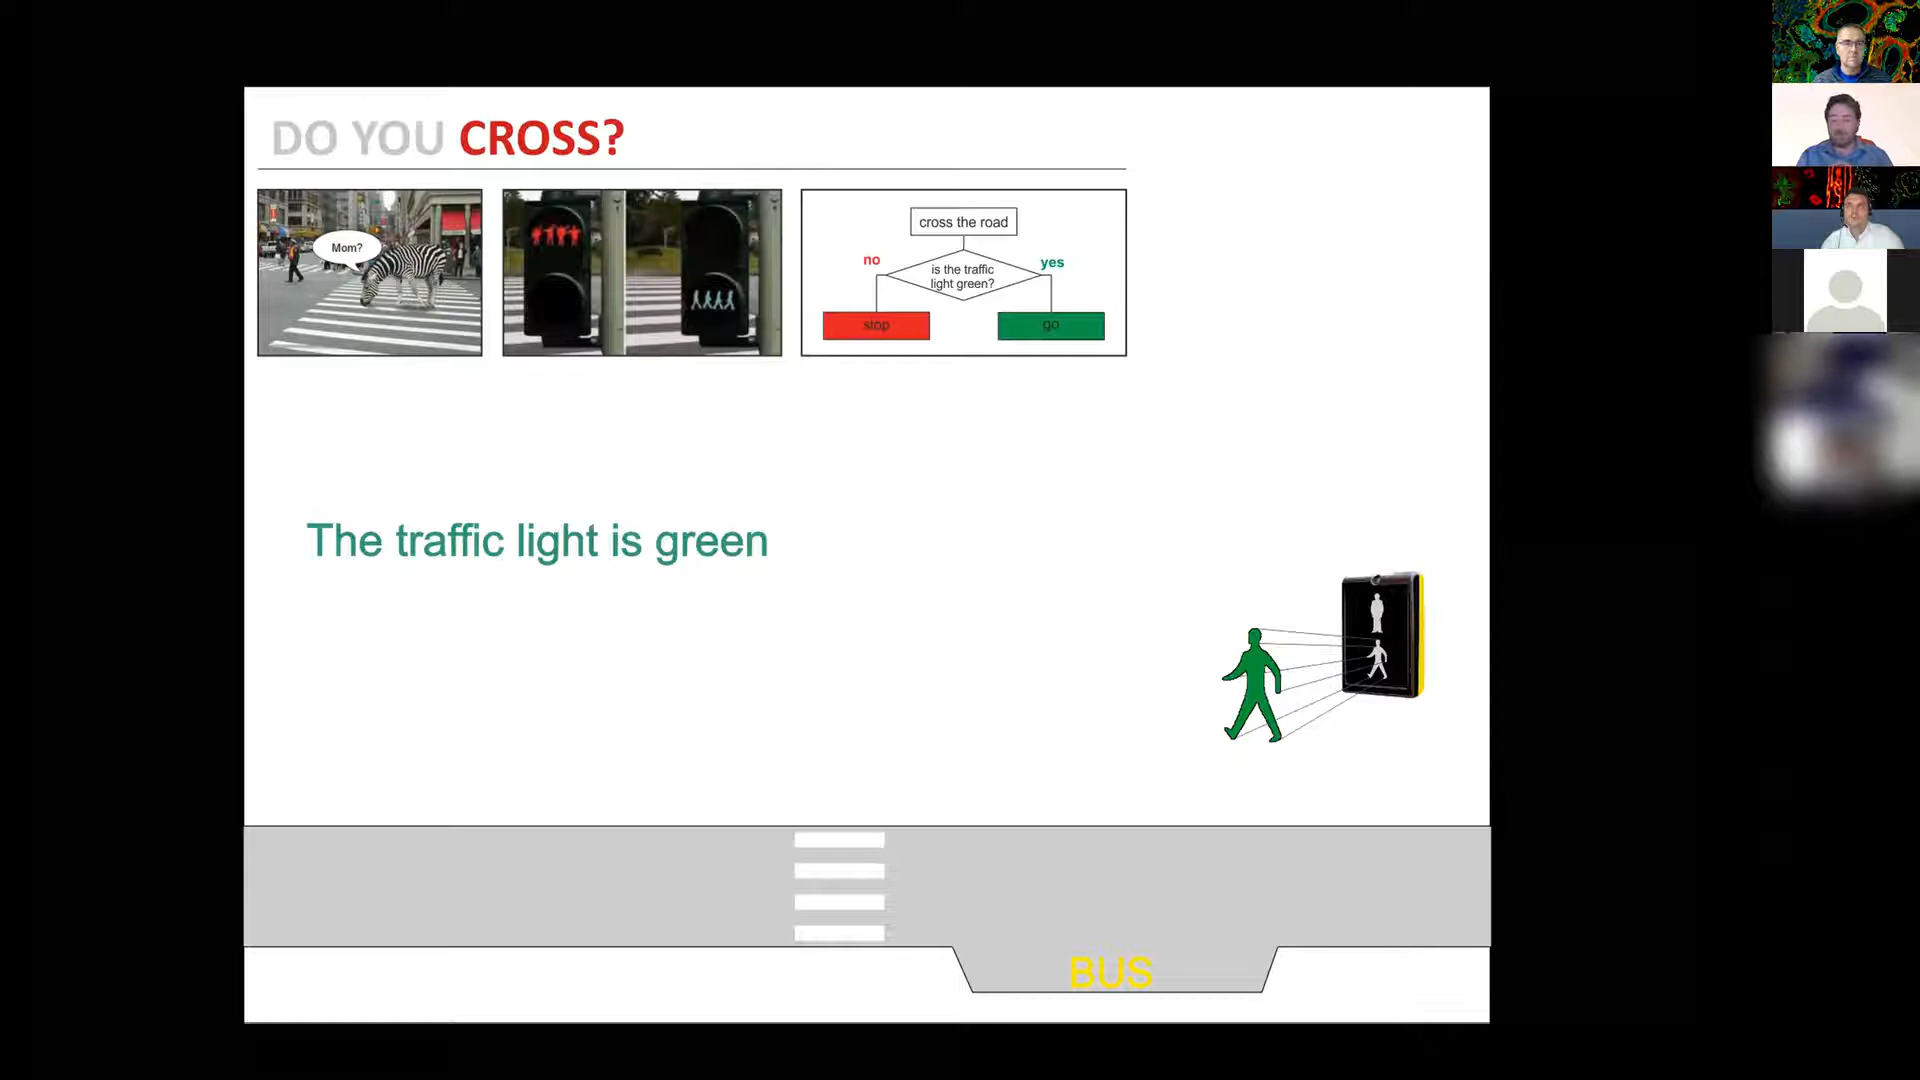 DO YOU CROSS?
Mom?
cross the road
no
is the traffic
light green?
yes
stop
go
The traffic light is green
BUS